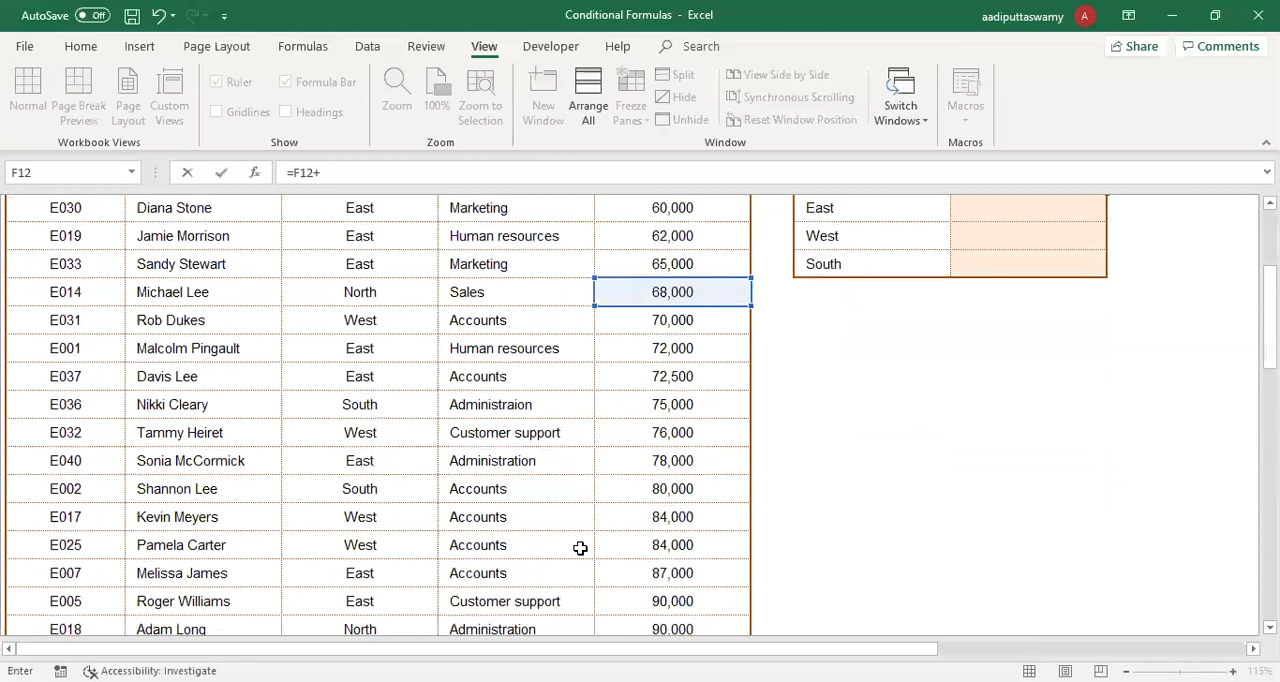 AutoSave Off Conditional Formulas - Excel aadiputtaswamy A
File Home Insert Page Layout Formulas Data Review View Developer Help Search Share Comments
Normal Page Break Preview Page Layout Custom Views
Workbook Views
Ruler Formula Bar
Gridlines Headings
Show
Zoom 100% Zoom to Selection
Zoom
New Window Arrange All Freeze Panes
Split
Hide
Unhide
View Side by Side
Synchronous Scrolling
Reset Window Position
Switch Windows
Window
Macros
Macros
F12 fx =F12+
E030 Diana Stone East Marketing 60,000 East
E019 Jamie Morrison East Human resources 62,000 West
E033 Sandy Stewart East Marketing 65,000 South
E014 Michael Lee North Sales 68,000
E031 Rob Dukes West Accounts 70,000
E001 Malcolm Pingault East Human resources 72,000
E037 Davis Lee East Accounts 72,500
E036 Nikki Cleary South Administraion 75,000
E032 Tammy Heiret West Customer support 76,000
E040 Sonia McCormick East Administration 78,000
E002 Shannon Lee South Accounts 80,000
E017 Kevin Meyers West Accounts 84,000
E025 Pamela Carter West Accounts 84,000
E007 Melissa James East Accounts 87,000
E005 Roger Williams East Customer support 90,000
E018 Adam Long North Administration 90,000
Enter Accessibility: Investigate 115%